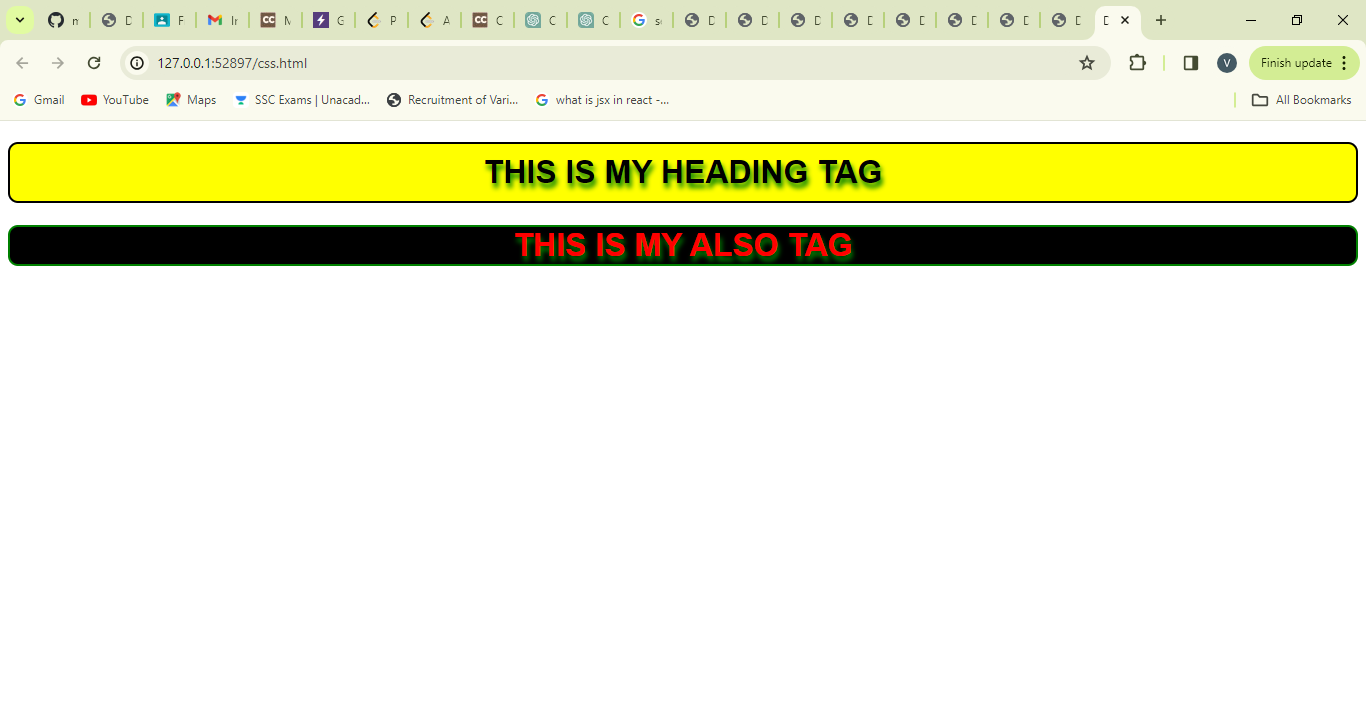 127.0.0.1:52897/css.html
Finish update
V
Gmail
YouTube
Maps
SSC Exams | Unacad...
Recruitment of Vari...
what is jsx in react -...
All Bookmarks
THIS IS MY HEADING TAG
THIS IS MY ALSO TAG